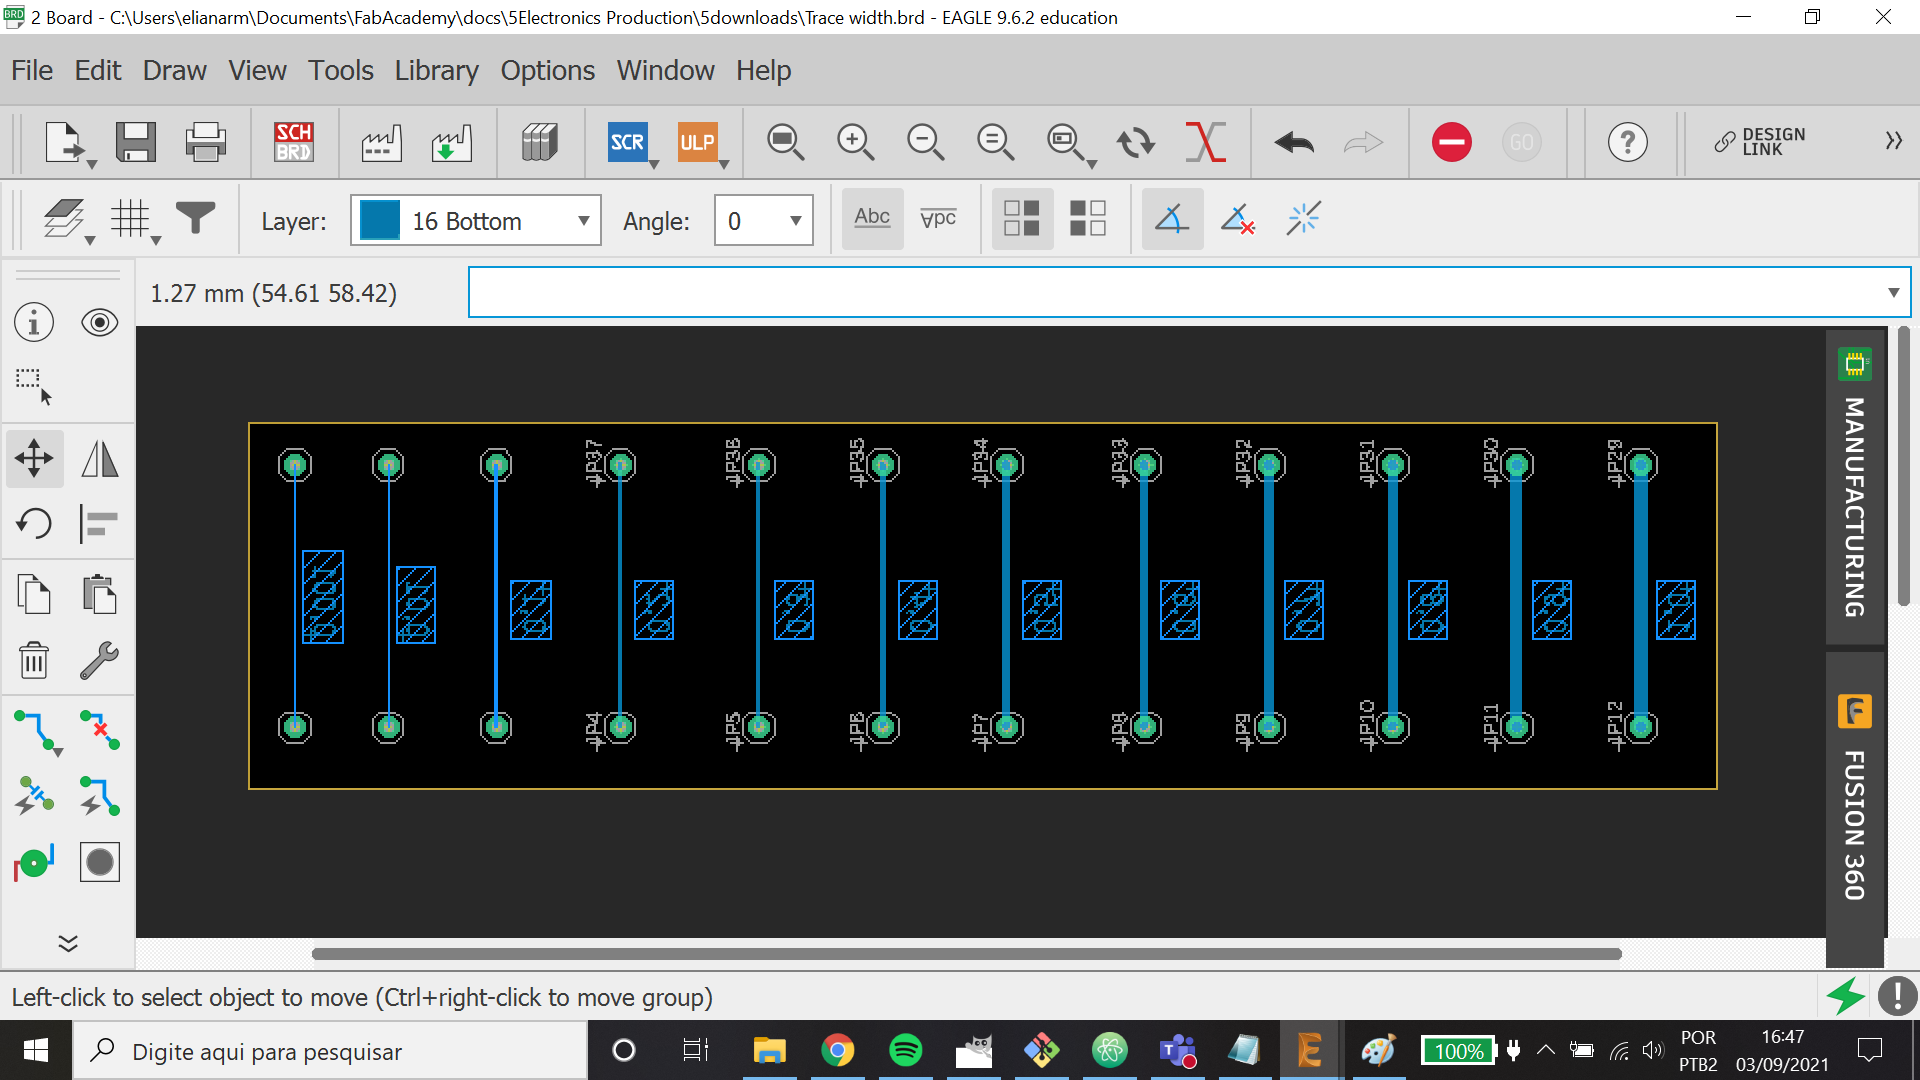 2 Board - C:\Users\elianarm\Documents\FabAcademy\docs\5Electronics Production\5downloads\Trace width.brd - EAGLE 9.6.2 education
File Edit Draw View Tools Library Options Window Help
SCH
BRD
SCR
ULP
GO
DESIGN
LINK
Layer:
16 Bottom
Angle:
0
Abc
Abc
1.27 mm (54.61 58.42)
JP37
JP36
JP35
JP34
JP33
JP32
JP31
JP30
JP29
JP4
JP5
JP6
JP7
JP8
JP9
JP10
JP11
JP12
MANUFACTURING
FUSION 360
Left-click to select object to move (Ctrl+right-click to move group)
Digite aqui para pesquisar
100%
POR
PTB2
16:47
03/09/2021